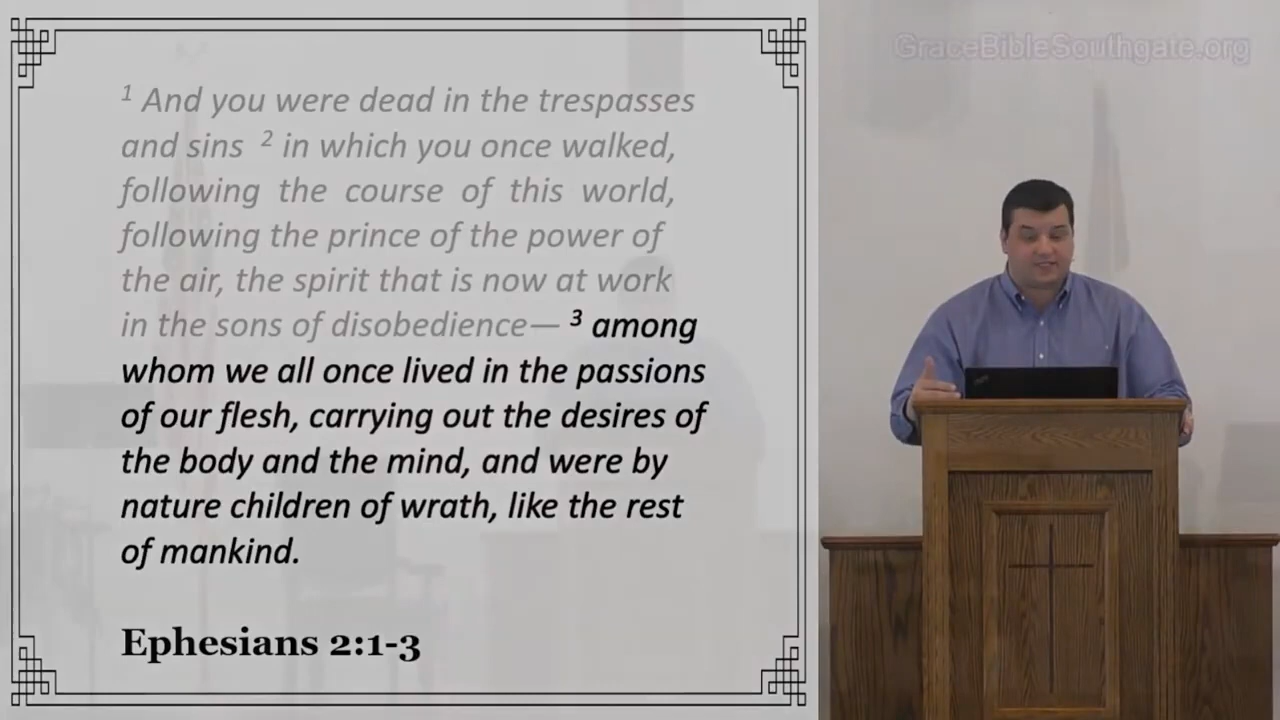 GraceBibleSouthgate.org
1 And you were dead in the trespasses
and sins 2 in which you once walked,
following the course of this world,
following the prince of the power of
the air, the spirit that is now at work
in the sons of disobedience— 3 among
whom we all once lived in the passions
of our flesh, carrying out the desires of
the body and the mind, and were by
nature children of wrath, like the rest
of mankind.
Ephesians 2:1-3